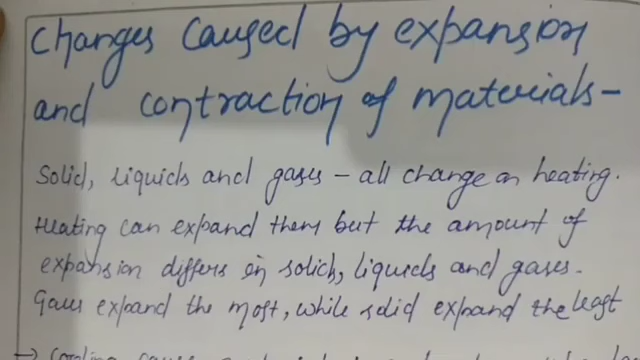 Changes caused by expansion
and contraction of materials-
Solid, liquids and gases - all change on heating.
Heating can expand them but the amount of
expansion differs in solids, liquids and gases.
Gases expand the most, while solid expand the least
→ Cooling causes